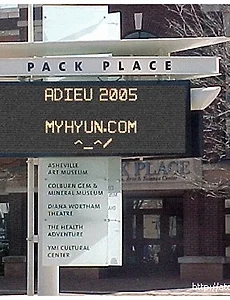 PACK PLACE
ADIEU 2005
MYHYUN.COM
^_^/
ASHEVILLE
ART MUSEUM
COLBURN GEM &
MINERAL MUSEUM
DIANA WORTHAM
THEATRE
THE HEALTH
ADVENTURE
YMI CULTURAL
CENTER
PLACE
http://